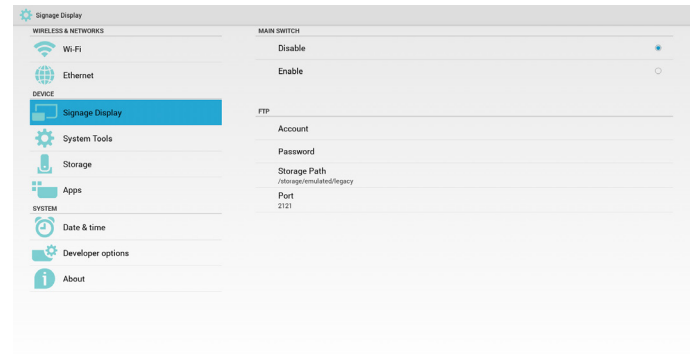 Signage Display
WIRELESS & NETWORKS
Wi-Fi
Ethernet
DEVICE
Signage Display
System Tools
Storage
Apps
SYSTEM
Date & time
Developer options
About
MAIN SWITCH
Disable
Enable
FTP
Account
Password
Storage Path
/storage/emulated/legacy
Port
2121